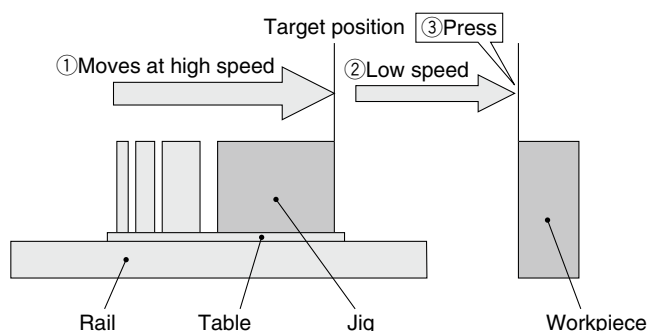 Target position
③Press
①Moves at high speed
②Low speed
Rail
Table
Jig
Workpiece